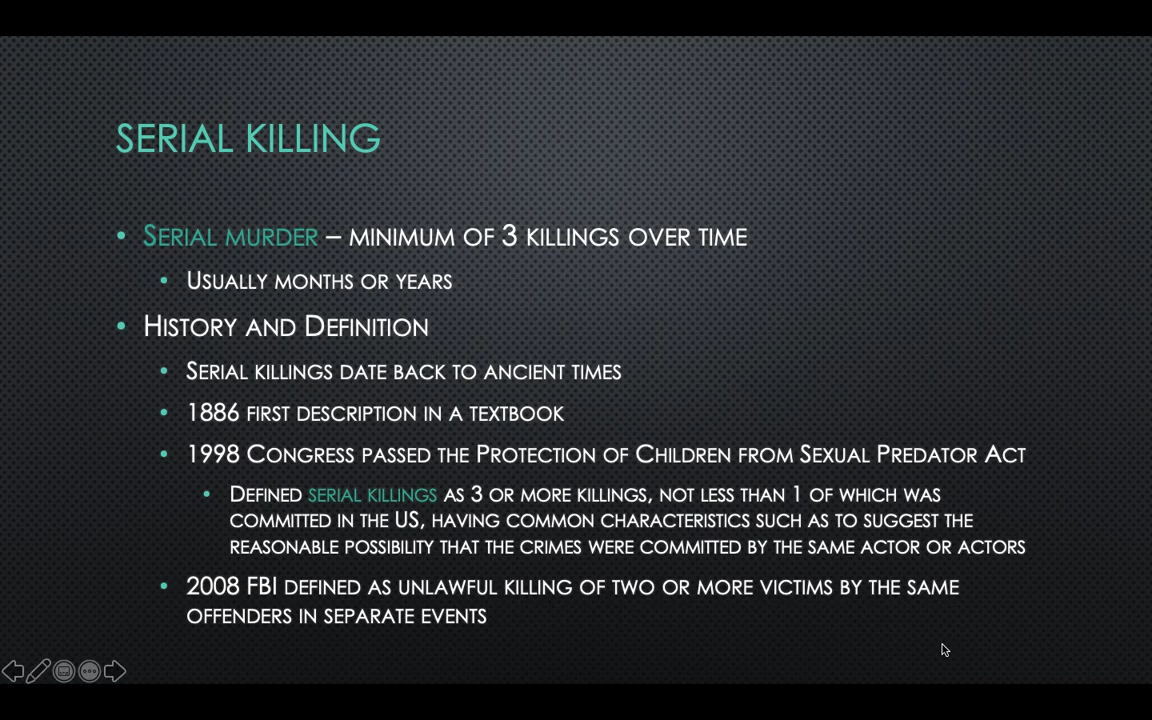 SERIAL KILLING
• SERIAL MURDER – MINIMUM OF 3 KILLINGS OVER TIME
• USUALLY MONTHS OR YEARS
• HISTORY AND DEFINITION
• SERIAL KILLINGS DATE BACK TO ANCIENT TIMES
• 1886 FIRST DESCRIPTION IN A TEXTBOOK
• 1998 CONGRESS PASSED THE PROTECTION OF CHILDREN FROM SEXUAL PREDATOR ACT
• DEFINED SERIAL KILLINGS AS 3 OR MORE KILLINGS, NOT LESS THAN 1 OF WHICH WAS
COMMITTED IN THE US, HAVING COMMON CHARACTERISTICS SUCH AS TO SUGGEST THE
REASONABLE POSSIBILITY THAT THE CRIMES WERE COMMITTED BY THE SAME ACTOR OR ACTORS
• 2008 FBI DEFINED AS UNLAWFUL KILLING OF TWO OR MORE VICTIMS BY THE SAME
OFFENDERS IN SEPARATE EVENTS